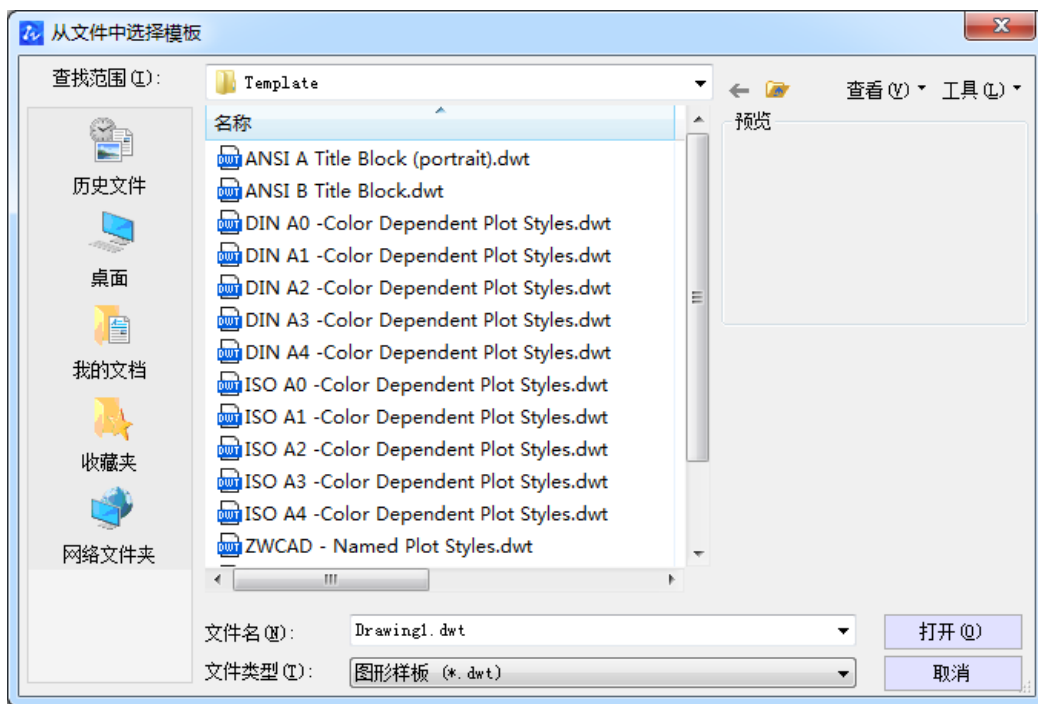 从文件中选择模板
查找范围(I):
Template
查看(V)
工具(L)
历史文件
桌面
我的文档
收藏夹
网络文件夹
名称
ANSI A Title Block (portrait).dwt
ANSI B Title Block.dwt
DIN A0 -Color Dependent Plot Styles.dwt
DIN A1 -Color Dependent Plot Styles.dwt
DIN A2 -Color Dependent Plot Styles.dwt
DIN A3 -Color Dependent Plot Styles.dwt
DIN A4 -Color Dependent Plot Styles.dwt
ISO A0 -Color Dependent Plot Styles.dwt
ISO A1 -Color Dependent Plot Styles.dwt
ISO A2 -Color Dependent Plot Styles.dwt
ISO A3 -Color Dependent Plot Styles.dwt
ISO A4 -Color Dependent Plot Styles.dwt
ZWCAD - Named Plot Styles.dwt
预览
文件名(N):
Drawing1.dwt
打开(O)
文件类型(T):
图形样板 (*.dwt)
取消